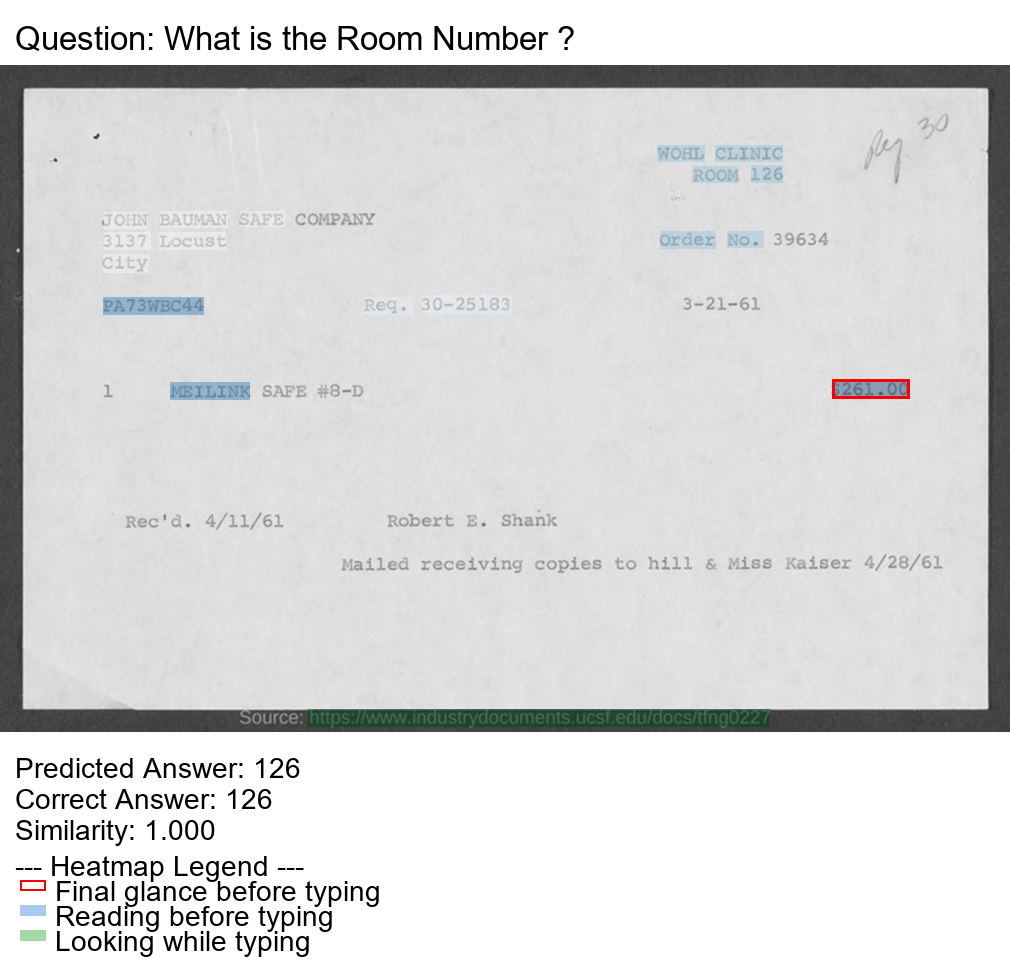 Question: What is the Room Number ?
Reg. 30
WOHL CLINIC
ROOM 126
JOHN BAUMAN SAFE COMPANY
3137 Locust
City
Order No. 39634
PA73WBC44 Req. 30-25183 3-21-61
1 MEILINK SAFE #8-D $261.00
Rec'd. 4/11/61 Robert E. Shank
Mailed receiving copies to hill & Miss Kaiser 4/28/61
Source: https://www.industrydocuments.ucsf.edu/docs/tfng0227
Predicted Answer: 126
Correct Answer: 126
Similarity: 1.000
--- Heatmap Legend ---
Final glance before typing
Reading before typing
Looking while typing